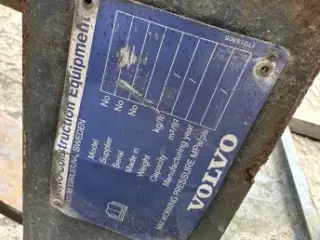 Volvo Construction Equipment
SWEDEN
Model No
Supplier No
Serial No
Made in
Weight kg/lb
Capacity m³/yd³
Manufacturing year
MAX WORKING PRESSURE MPa/psi
VOLVO